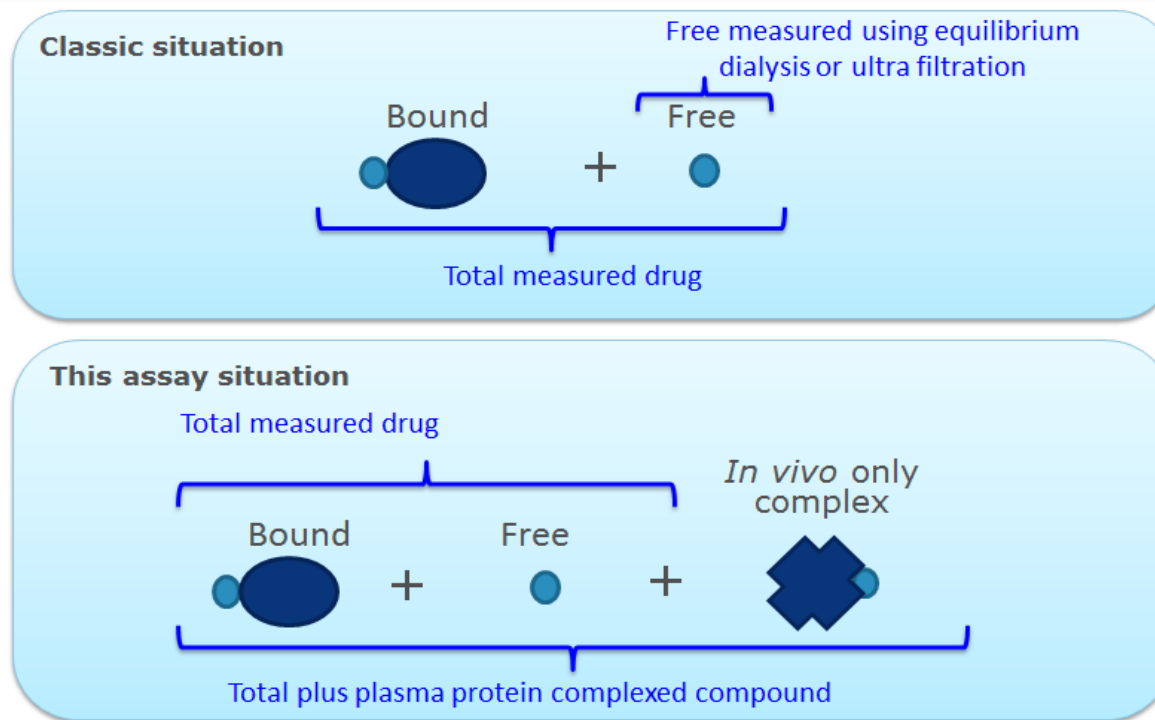 Classic situation
Free measured using equilibrium
dialysis or ultra filtration
Bound
Free
+
Total measured drug
This assay situation
Total measured drug
In vivo only
complex
Bound
Free
+
+
Total plus plasma protein complexed compound